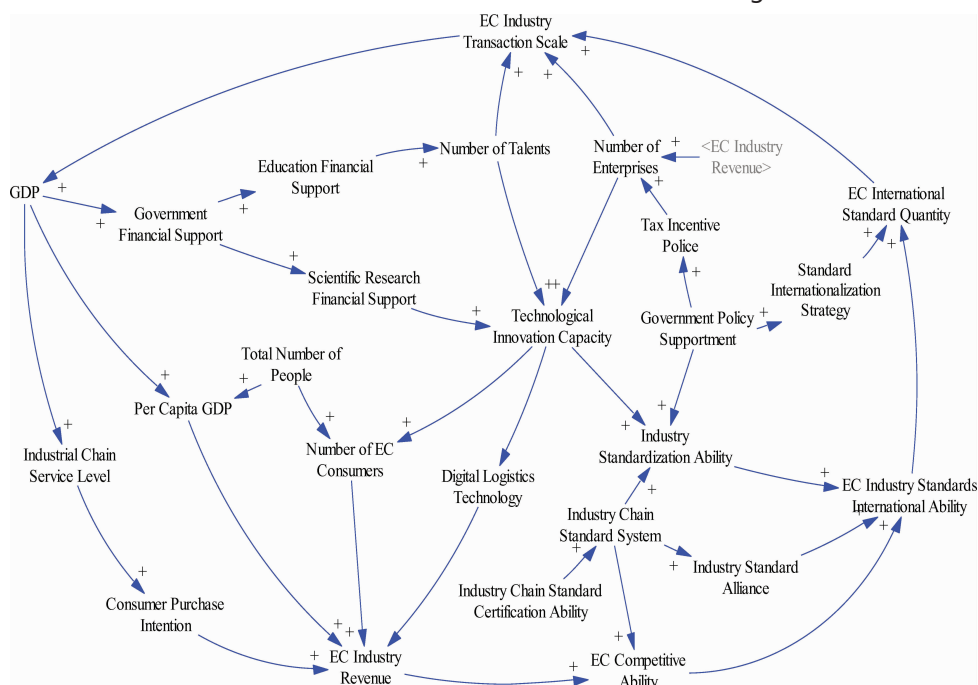 EC Industry
Transaction Scale
Number of Talents
Number of
Enterprises
<EC Industry
Revenue>
Education Financial
Support
GDP
Government
Financial Support
EC International
Standard Quantity
Tax Incentive
Police
Scientific Research
Financial Support
Standard
Internationalization
Strategy
Technological
Innovation Capacity
Government Policy
Supportment
Total Number of
People
Per Capita GDP
Industrial Chain
Service Level
Number of EC
Consumers
Digital Logistics
Technology
Industry
Standardization Ability
EC Industry Standards
International Ability
Industry Chain
Standard System
Industry Standard
Alliance
Industry Chain Standard
Certification Ability
Consumer Purchase
Intention
EC Industry
Revenue
EC Competitive
Ability